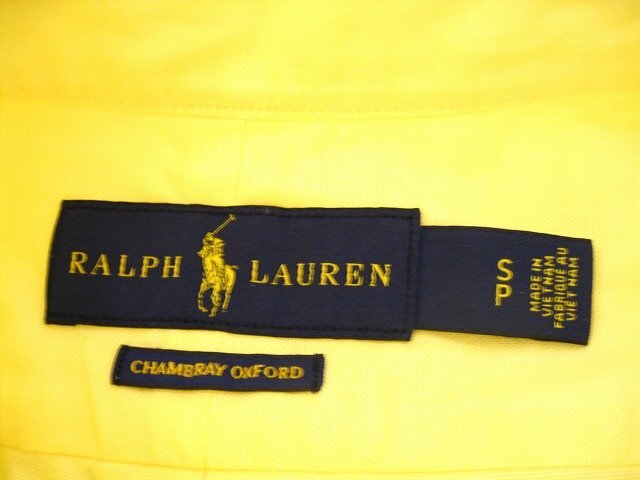 RALPH LAUREN
S
P
MADE IN
VIETNAM
FABRIQUE AU
VIET NAM
CHAMBRAY OXFORD